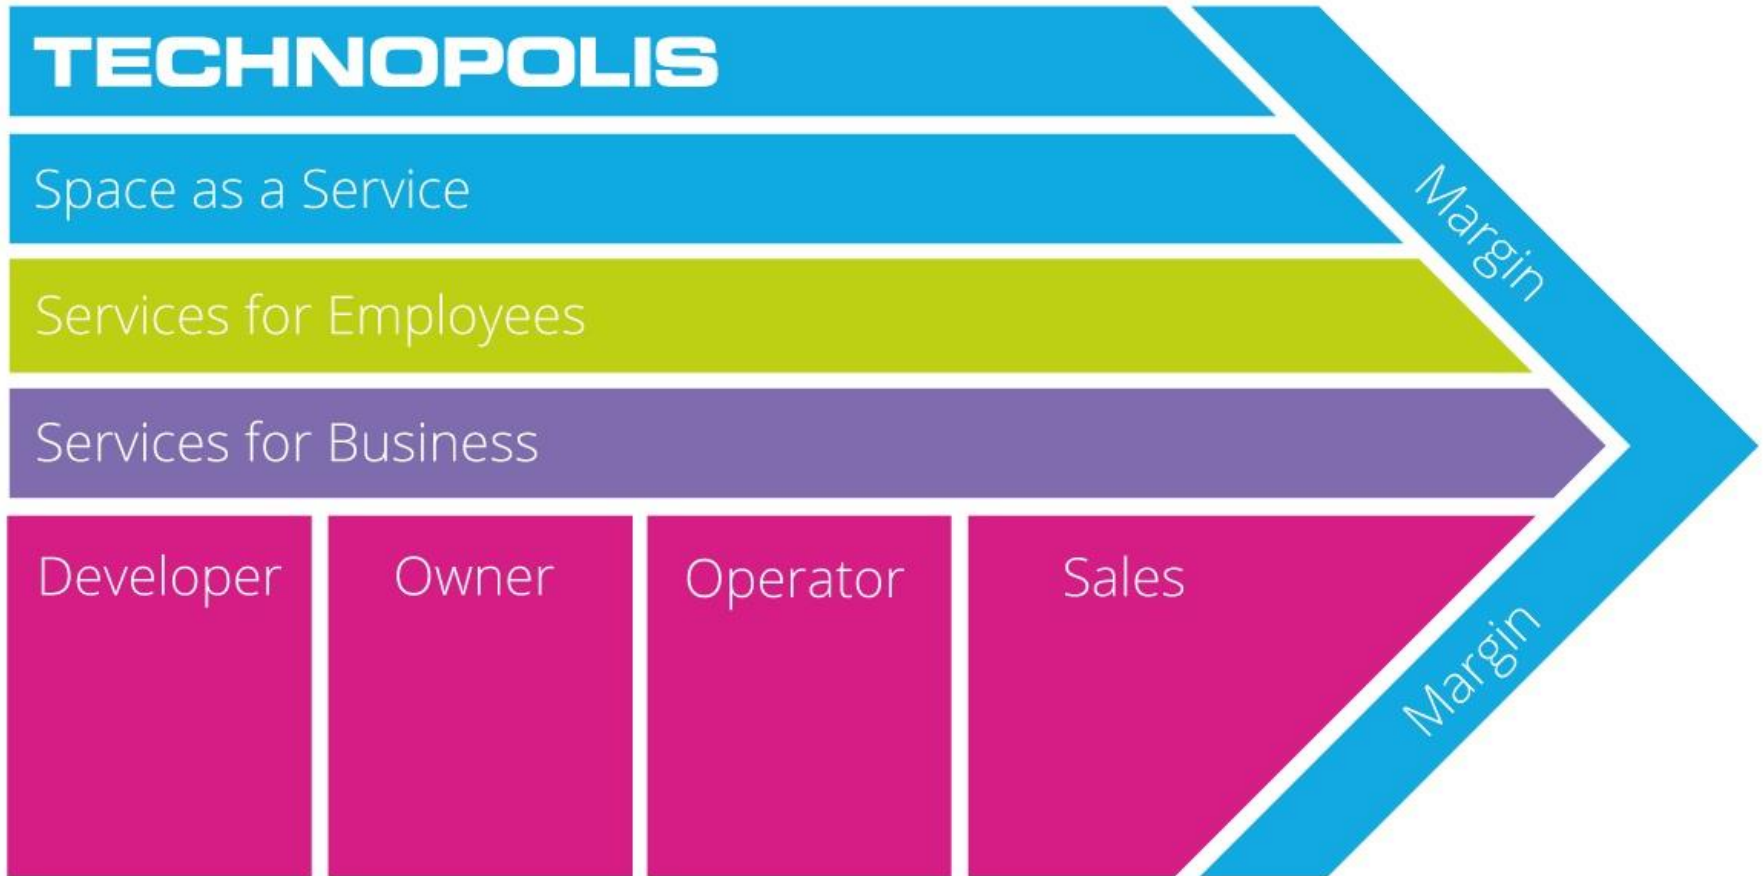 TECHNOPOLIS
Space as a Service
Services for Employees
Services for Business
Developer
Owner
Operator
Sales
Margin
Margin